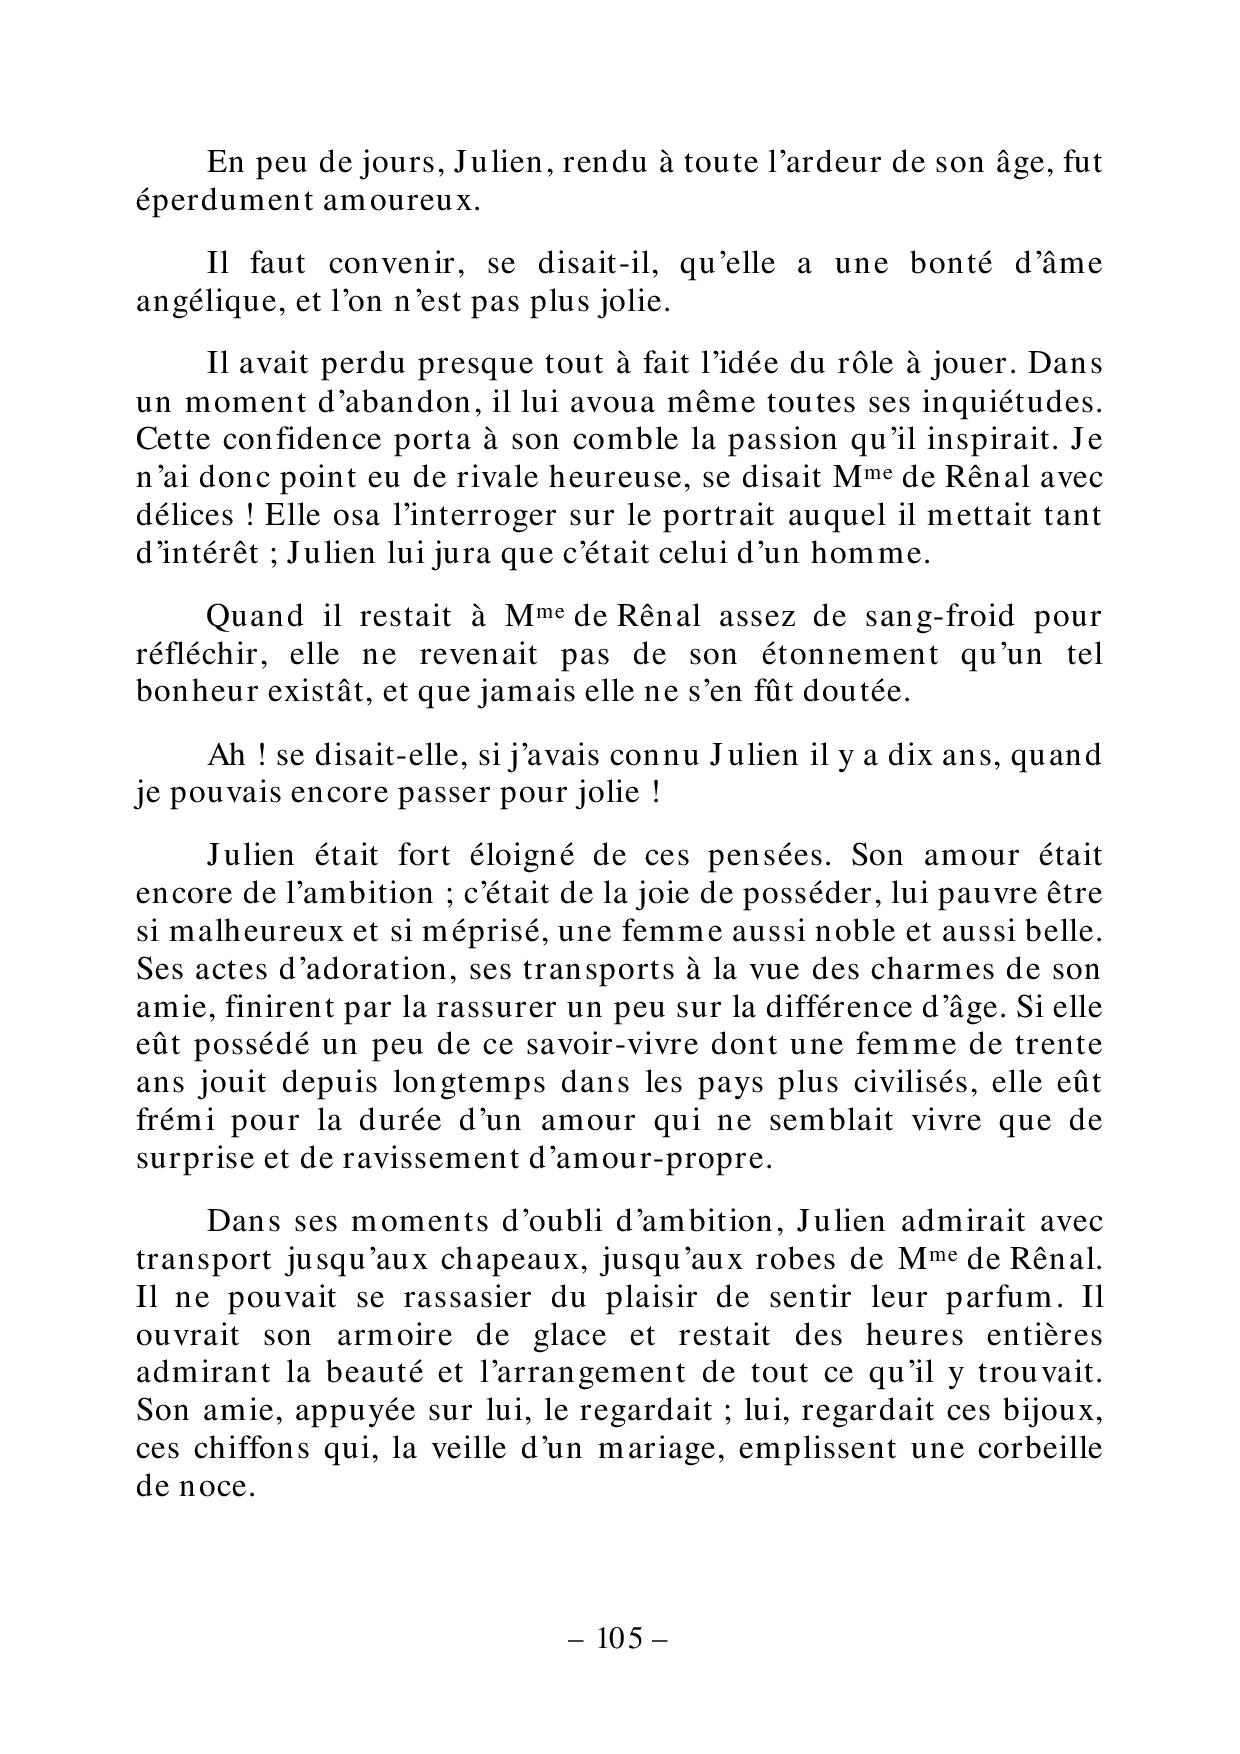 En peu de jours, Julien, rendu à toute l’ardeur de son âge, fut
éperdument amoureux.
Il faut convenir, se disait-il, qu’elle a une bonté d’âme
angélique, et l’on n’est pas plus jolie.
Il avait perdu presque tout à fait l’idée du rôle à jouer. Dans
un moment d’abandon, il lui avoua même toutes ses inquiétudes.
Cette confidence porta à son comble la passion qu’il inspirait. Je
n’ai donc point eu de rivale heureuse, se disait Mme de Rênal avec
délices ! Elle osa l’interroger sur le portrait auquel il mettait tant
d’intérêt ; Julien lui jura que c’était celui d’un homme.
Quand il restait à Mme de Rênal assez de sang-froid pour
réfléchir, elle ne revenait pas de son étonnement qu’un tel
bonheur existât, et que jamais elle ne s’en fût doutée.
Ah ! se disait-elle, si j’avais connu Julien il y a dix ans, quand
je pouvais encore passer pour jolie !
Julien était fort éloigné de ces pensées. Son amour était
encore de l’ambition ; c’était de la joie de posséder, lui pauvre être
si malheureux et si méprisé, une femme aussi noble et aussi belle.
Ses actes d’adoration, ses transports à la vue des charmes de son
amie, finirent par la rassurer un peu sur la différence d’âge. Si elle
eût possédé un peu de ce savoir-vivre dont une femme de trente
ans jouit depuis longtemps dans les pays plus civilisés, elle eût
frémi pour la durée d’un amour qui ne semblait vivre que de
surprise et de ravissement d’amour-propre.
Dans ses moments d’oubli d’ambition, Julien admirait avec
transport jusqu’aux chapeaux, jusqu’aux robes de Mme de Rênal.
Il ne pouvait se rassasier du plaisir de sentir leur parfum. Il
ouvrait son armoire de glace et restait des heures entières
admirant la beauté et l’arrangement de tout ce qu’il y trouvait.
Son amie, appuyée sur lui, le regardait ; lui, regardait ces bijoux,
ces chiffons qui, la veille d’un mariage, emplissent une corbeille
de noce.
– 105 –